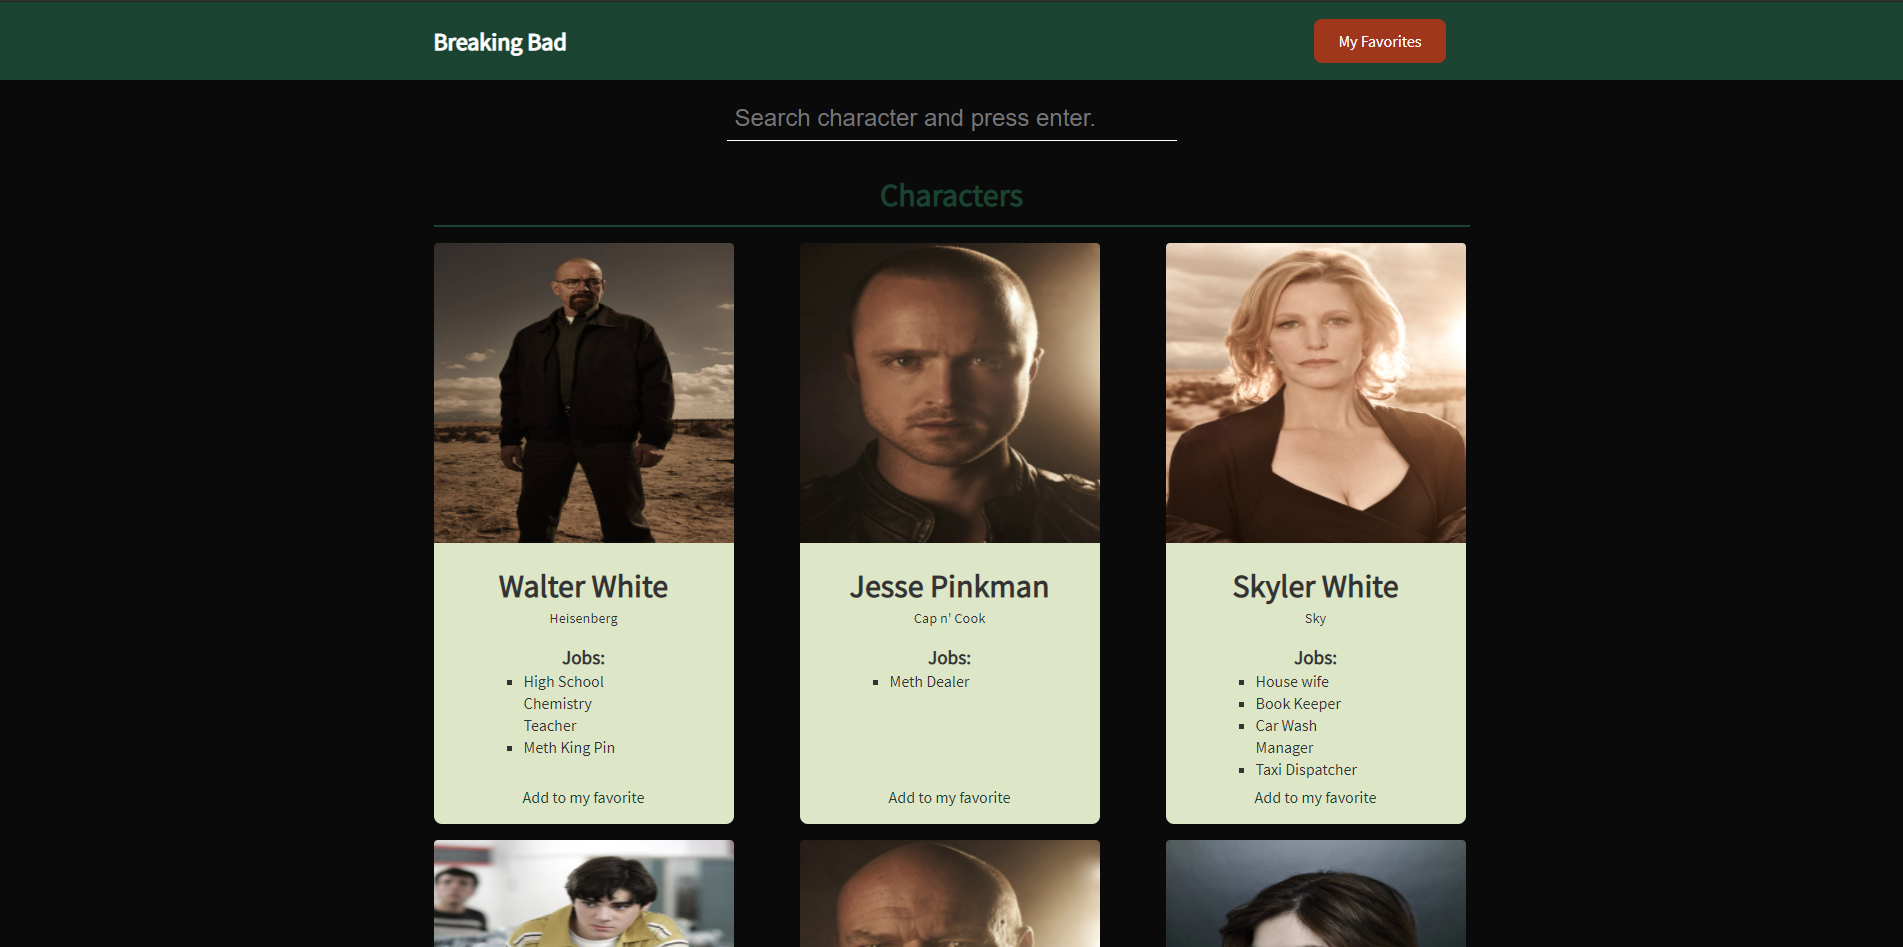 Breaking Bad
My Favorites
Search character and press enter.
Characters
Walter White
Heisenberg
Jobs:
High School
Chemistry
Teacher
Meth King Pin
Add to my favorite
Jesse Pinkman
Cap n' Cook
Jobs:
Meth Dealer
Add to my favorite
Skyler White
Sky
Jobs:
House wife
Book Keeper
Car Wash
Manager
Taxi Dispatcher
Add to my favorite